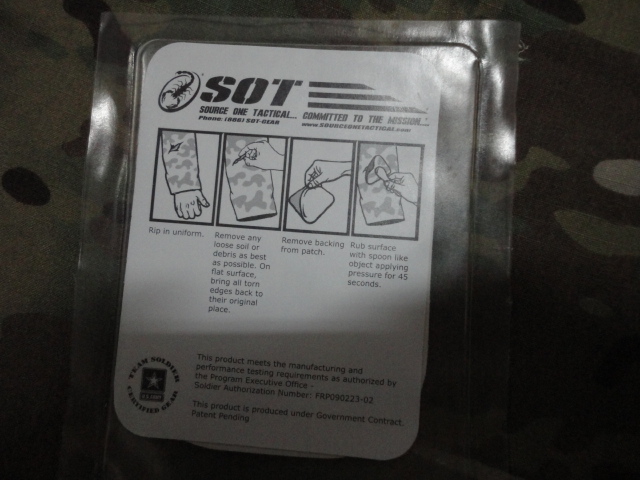 SOT
SOURCE ONE TACTICAL... COMMITTED TO THE MISSION...
Phone: (888) SOT-GEAR www.SOURCEONETACTICAL.com
Rip in uniform.
Remove any
loose soil or
debris as best
as possible. On
flat surface,
bring all torn
edges back to
their original
place.
Remove backing
from patch.
Rub surface
with spoon like
object applying
pressure for 45
seconds.
TEAM SOLDIER
CERTIFIED GEAR
This product meets the manufacturing and
performance testing requirements as authorized by
the Program Executive Office -
Soldier Authorization Number: FRP090223-02
This product is produced under Government Contract,
Patent Pending